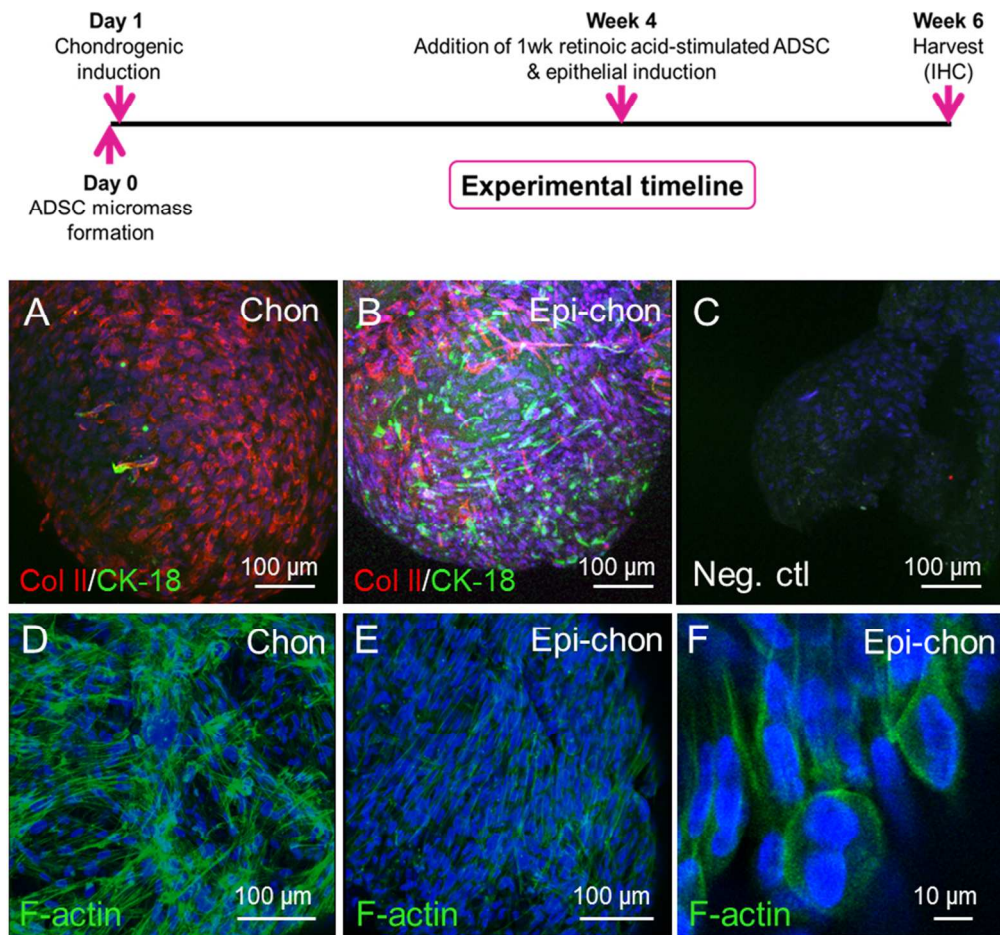 Day 1
Chondrogenic
induction
Week 4
Addition of 1wk retinoic acid-stimulated ADSC
& epithelial induction
Week 6
Harvest
(IHC)
Day 0
ADSC micromass
formation
Experimental timeline
A
Chon
Col II/CK-18
100 µm
B
Epi-chon
Col II/CK-18
100 µm
C
Neg. ctl
100 µm
D
Chon
F-actin
100 µm
E
Epi-chon
F-actin
100 µm
F
Epi-chon
F-actin
10 µm